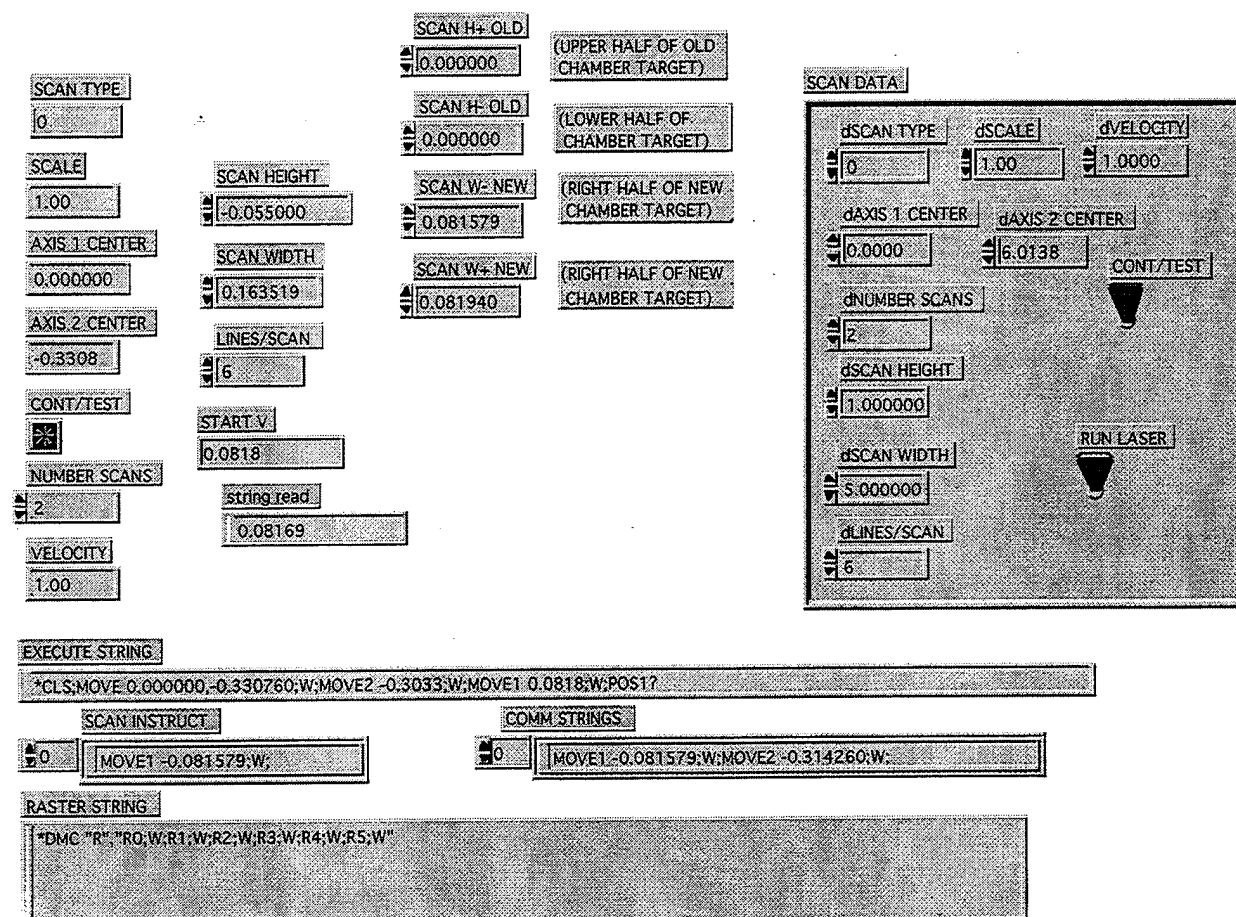 SCAN TYPE
0
SCALE
1.00
AXIS 1 CENTER
0.000000
AXIS 2 CENTER
-0.3308
CONT/TEST
NUMBER SCANS
2
VELOCITY
1.00
SCAN HEIGHT
-0.055000
SCAN WIDTH
0.163519
LINES/SCAN
6
START V
0.0818
string read
0.08169
SCAN H+ OLD
0.000000
(UPPER HALF OF OLD
CHAMBER TARGET)
SCAN H- OLD
0.000000
(LOWER HALF OF
CHAMBER TARGET)
SCAN W- NEW
0.081579
(RIGHT HALF OF NEW
CHAMBER TARGET)
SCAN W+ NEW
0.081940
(RIGHT HALF OF NEW
CHAMBER TARGET)
SCAN DATA
dSCAN TYPE
0
dSCALE
1.00
dVELOCITY
1.0000
dAXIS 1 CENTER
0.0000
dAXIS 2 CENTER
6.0138
CONT/TEST
dNUMBER SCANS
2
dSCAN HEIGHT
1.000000
RUN LASER
dSCAN WIDTH
5.000000
dLINES/SCAN
6
EXECUTE STRING
*CLS;MOVE 0.000000,-0.330760;W;MOVE2 -0.3033;W;MOVE1 0.0818;W;POS1?
SCAN INSTRUCT
0
MOVE1 -0.081579;W;
COMM STRINGS
0
MOVE1 -0.081579;W;MOVE2 -0.314260;W;
RASTER STRING
*DMC "R","R0;W;R1;W;R2;W;R3;W;R4;W;R5;W"